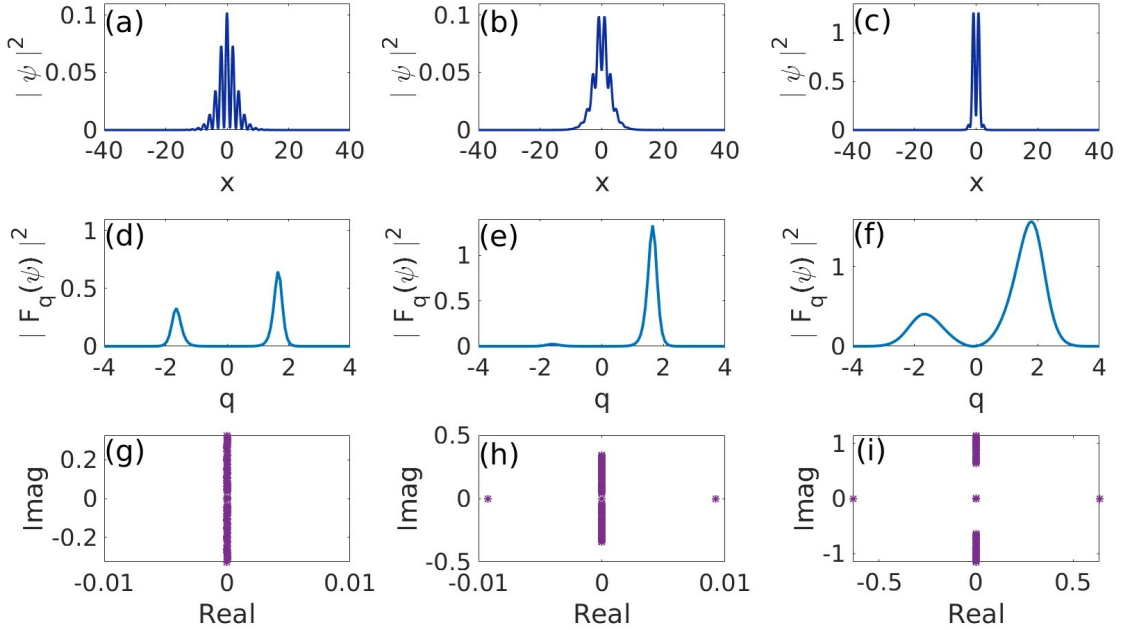 (a)
| ψ |²
0.1
0.05
0
-40 -20 0 20 40
x
(b)
| ψ |²
0.1
0.05
0
-40 -20 0 20 40
x
(c)
| ψ |²
1
0.5
0
-40 -20 0 20 40
x
(d)
| F_q(ψ) |²
1
0.5
0
-4 -2 0 2 4
q
(e)
| F_q(ψ) |²
1
0
-4 -2 0 2 4
q
(f)
| F_q(ψ) |²
1
0
-4 -2 0 2 4
q
(g)
Imag
0.2
0
-0.2
-0.01 0 0.01
Real
(h)
Imag
0.5
0
-0.5
-0.01 0 0.01
Real
(i)
Imag
1
0
-1
-0.5 0 0.5
Real